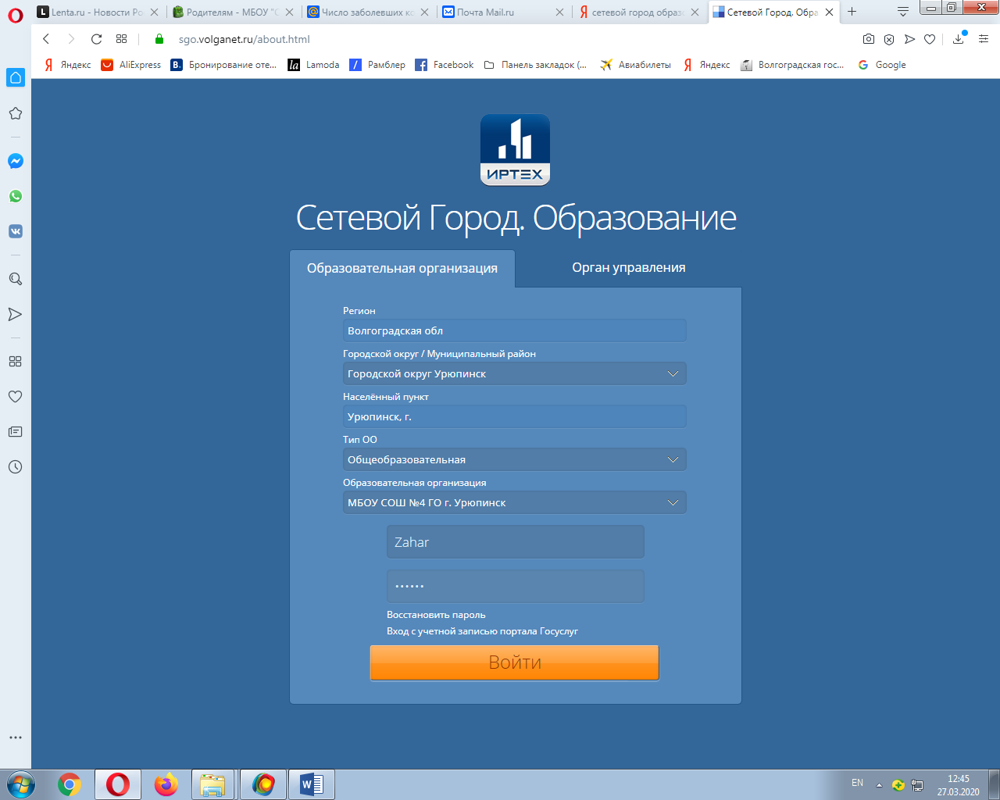 Lenta.ru - Новости Ро
Родителям - МБОУ "С
Число заболевших ко
Почта Mail.ru
сетевой город образо
Сетевой Город. Обра
sgo.volganet.ru/about.html
Яндекс
AliExpress
Бронирование оте...
Lamoda
Рамблер
Facebook
Панель закладок (...
Авиабилеты
Яндекс
Волгоградская гос...
Google
ИРТЕХ
Сетевой Город. Образование
Образовательная организация
Орган управления
Регион
Волгоградская обл
Городской округ / Муниципальный район
Городской округ Урюпинск
Населённый пункт
Урюпинск, г.
Тип ОО
Общеобразовательная
Образовательная организация
МБОУ СОШ №4 ГО г. Урюпинск
Zahar
••••••
Восстановить пароль
Вход с учетной записью портала Госуслуг
Войти
EN
12:45
27.03.2020